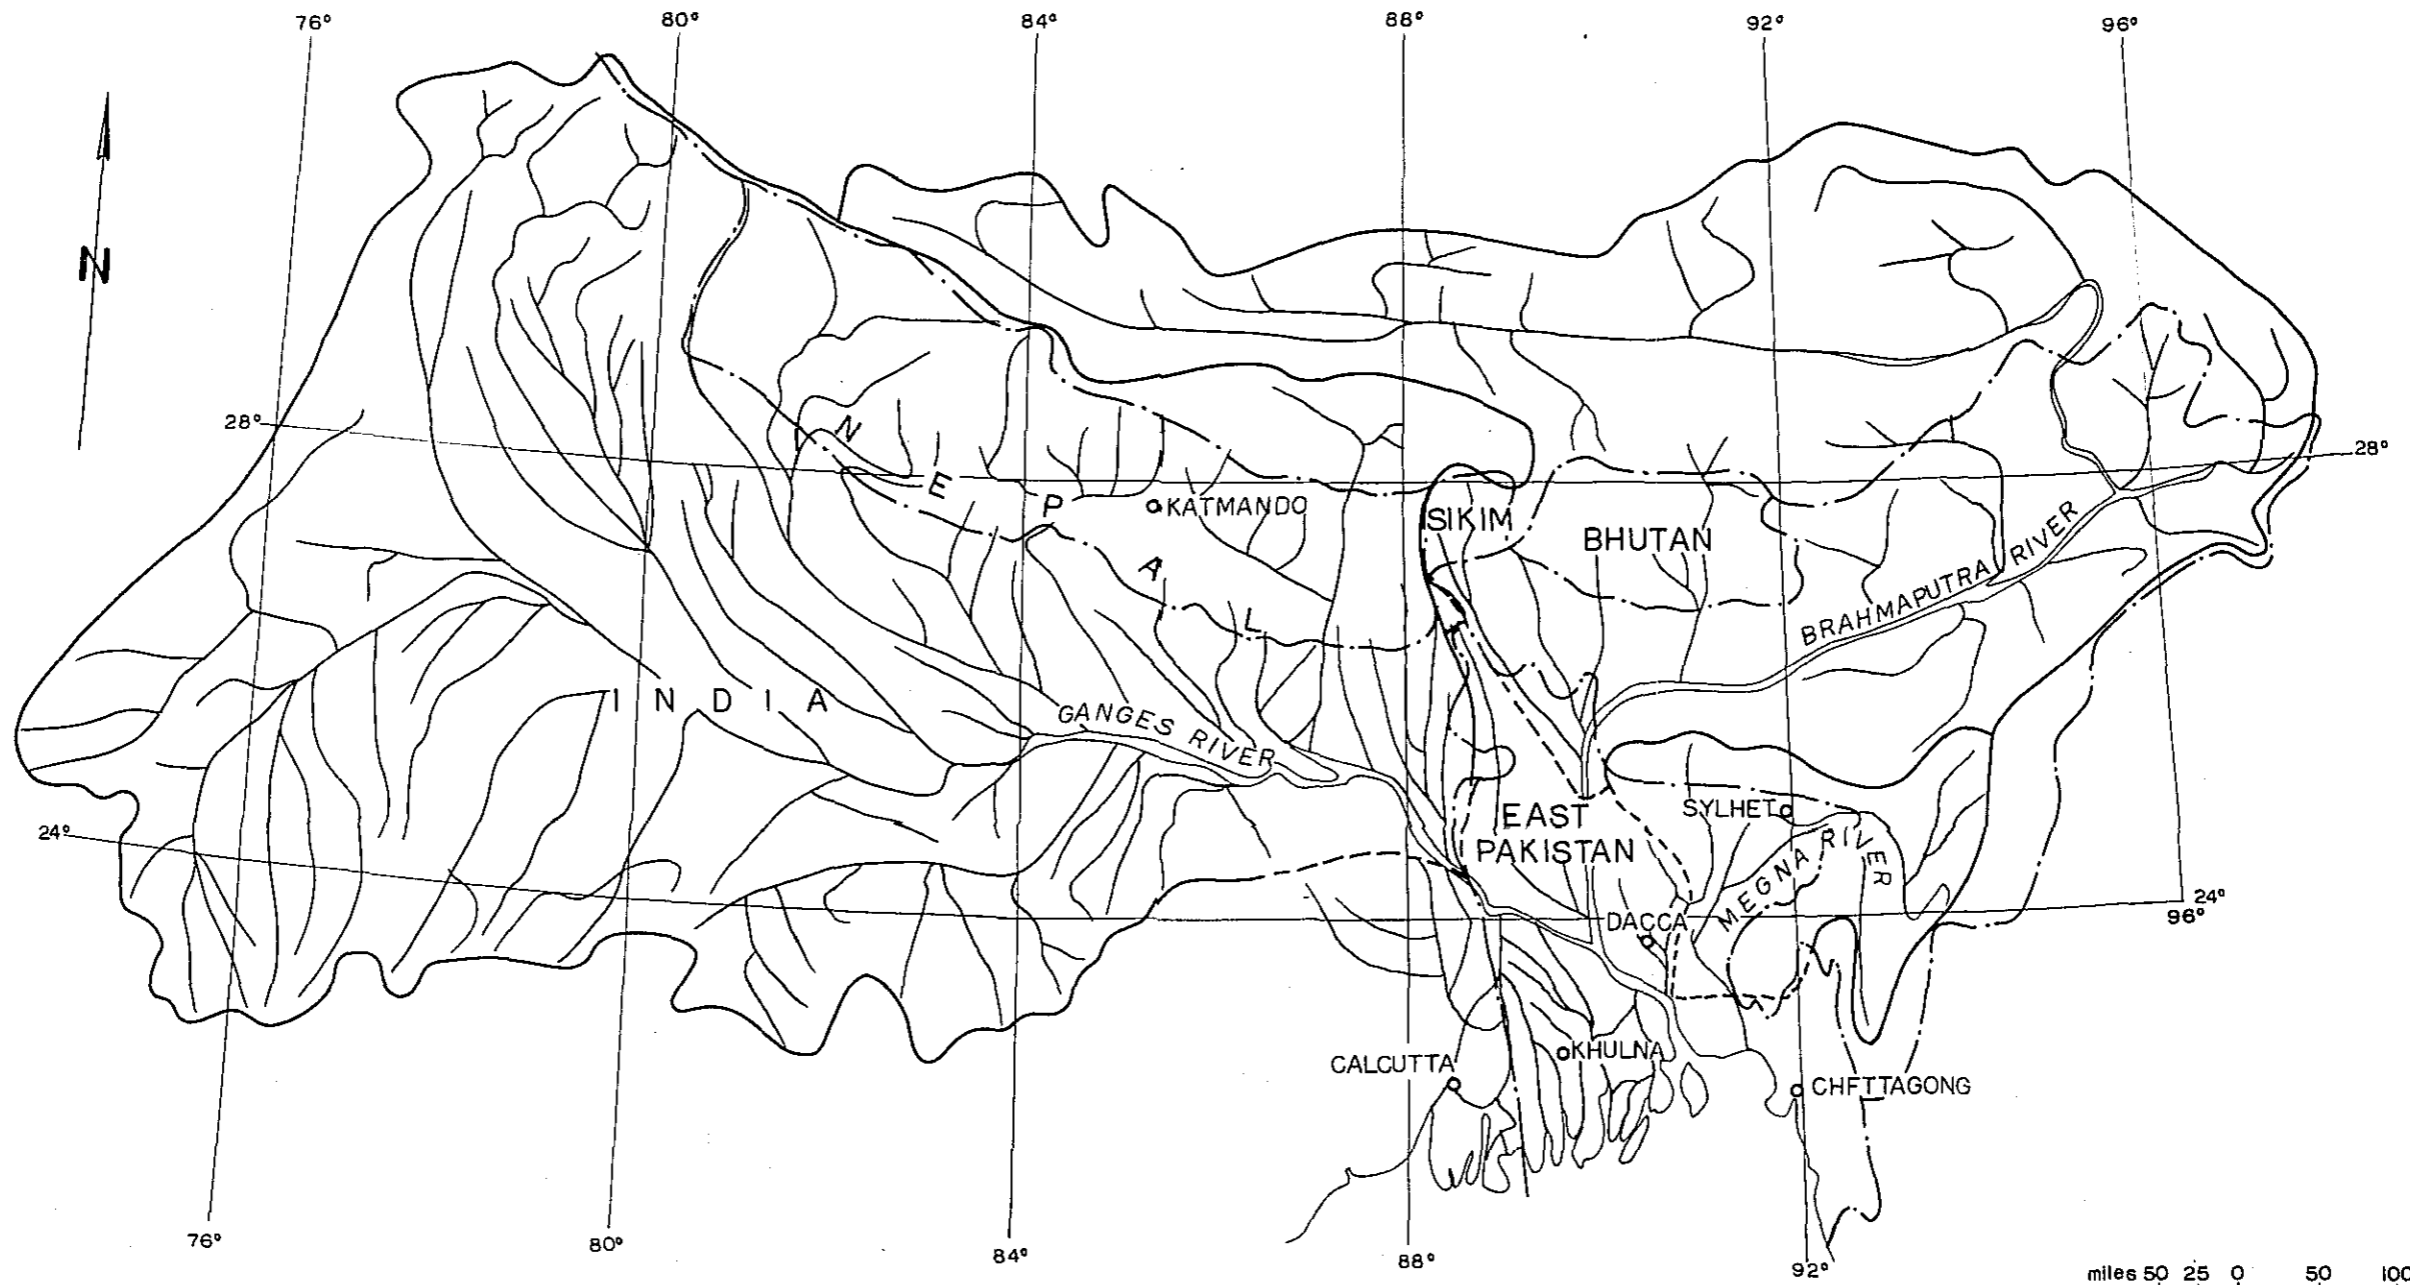 76° 80° 84° 88° 92° 96°
N
28° 28°
N E P A L
KATMANDO
SIKIM
BHUTAN
BRAHMAPUTRA RIVER
I N D I A
GANGES RIVER
EAST
PAKISTAN
SYLHET
MEGNA RIVER
24° 24°
96°
DACCA
CALCUTTA
KHULNA
CHFTTAGONG
76° 80° 84° 88° 92°
miles 50 25 0 50 100